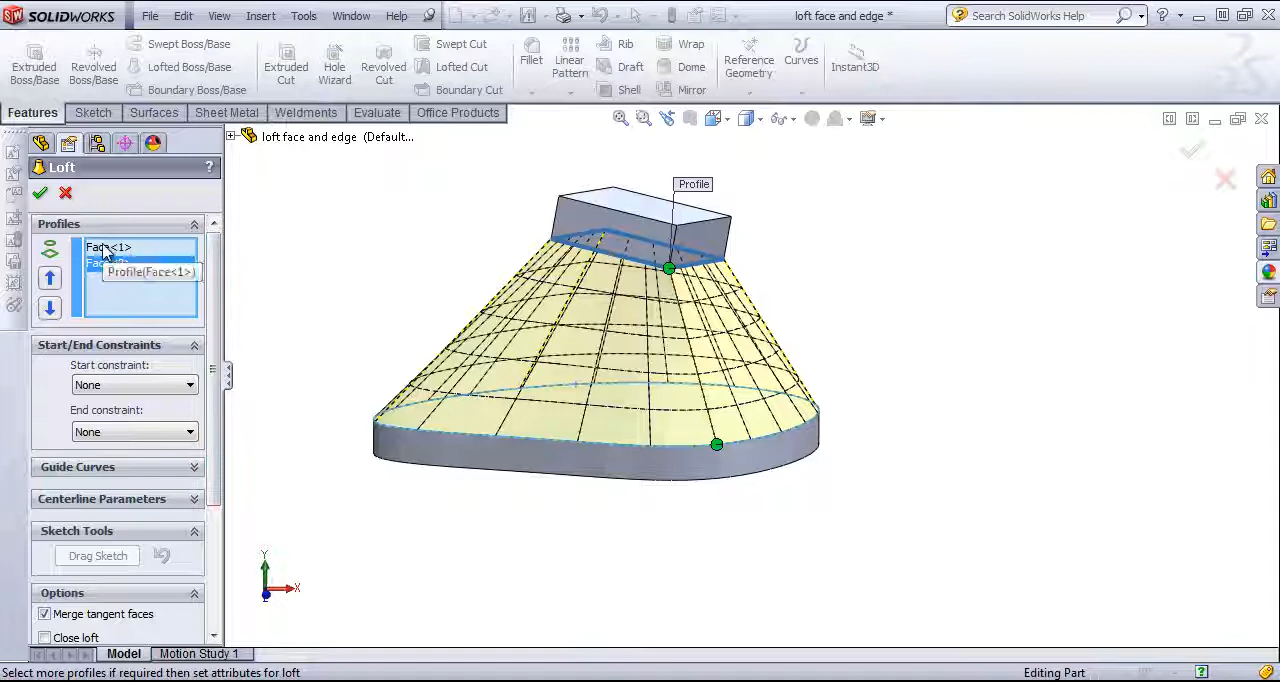 SOLIDWORKS File Edit View Insert Tools Window Help loft face and edge * Search SolidWorks Help
Extruded Boss/Base
Revolved Boss/Base
Swept Boss/Base
Lofted Boss/Base
Boundary Boss/Base
Extruded Cut
Hole Wizard
Revolved Cut
Swept Cut
Lofted Cut
Boundary Cut
Fillet
Linear Pattern
Rib
Draft
Shell
Wrap
Dome
Mirror
Reference Geometry
Curves
Instant3D
Features Sketch Surfaces Sheet Metal Weldments Evaluate Office Products
loft face and edge (Default...
Loft ?
Profile
Profiles
Face<1>
Profile(Face<1>)
Start/End Constraints
Start constraint:
None
End constraint:
None
Guide Curves
Centerline Parameters
Sketch Tools
Drag Sketch
Options
Merge tangent faces
Close loft
Y
X
Z
Model Motion Study 1
Select more profiles if required then set attributes for loft Editing Part